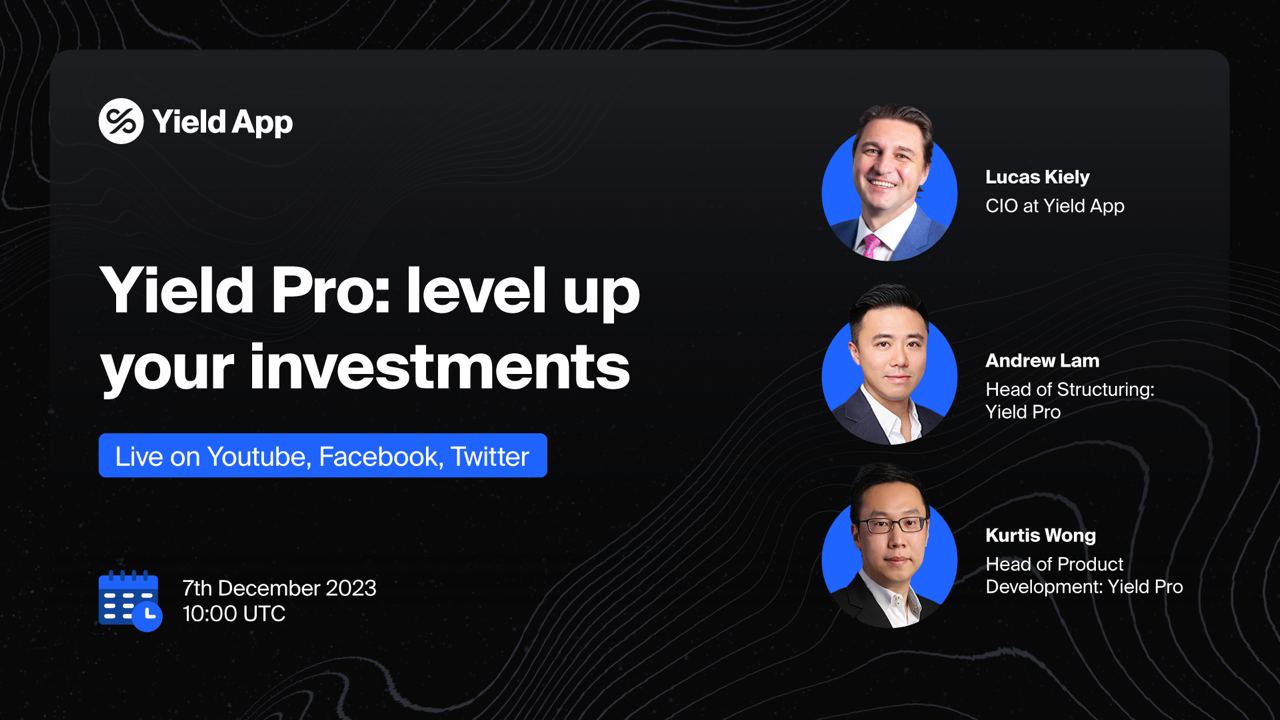 Yield App
Yield Pro: level up
your investments
Live on Youtube, Facebook, Twitter
7th December 2023
10:00 UTC
Lucas Kiely
CIO at Yield App
Andrew Lam
Head of Structuring:
Yield Pro
Kurtis Wong
Head of Product
Development: Yield Pro